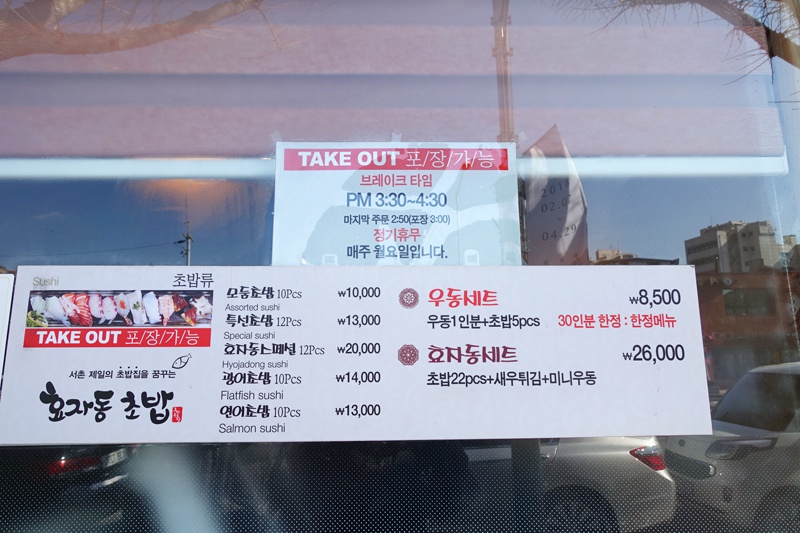 TAKE OUT 포/장/가/능
브레이크 타임
PM 3:30~4:30
마지막 주문 2:50(포장 3:00)
정기휴무
매주 월요일입니다.
Sushi 초밥류
TAKE OUT 포/장/가/능
서촌 제일의 초밥집을 꿈꾸는
효자동 초밥
모둠초밥 10Pcs ₩10,000
Assorted sushi
특선초밥 12Pcs ₩13,000
Special sushi
효자동스페셜 12Pcs ₩20,000
Hyojadong sushi
광어초밥 10Pcs ₩14,000
Flatfish sushi
연어초밥 10Pcs ₩13,000
Salmon sushi
우동세트 ₩8,500
우동1인분+초밥5pcs 30인분 한정 : 한정메뉴
효자동세트 ₩26,000
초밥22pcs+새우튀김+미니우동